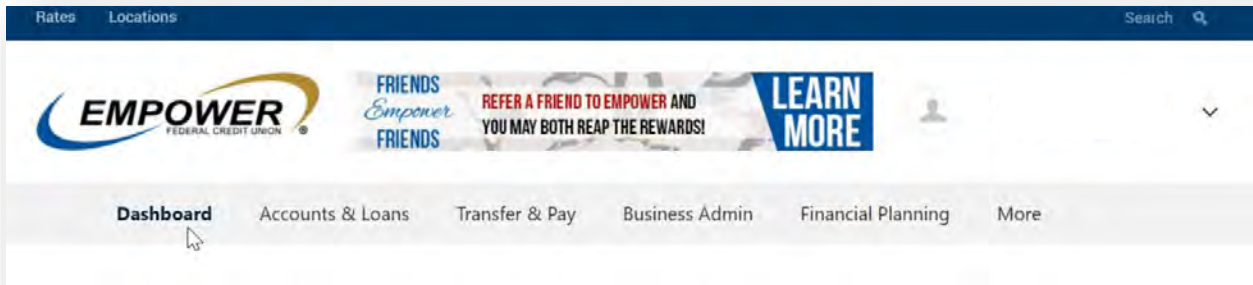 Rates Locations Search
EMPOWER
FEDERAL CREDIT UNION ®
FRIENDS
Empower
FRIENDS
REFER A FRIEND TO EMPOWER AND
YOU MAY BOTH REAP THE REWARDS!
LEARN
MORE
Dashboard Accounts & Loans Transfer & Pay Business Admin Financial Planning More